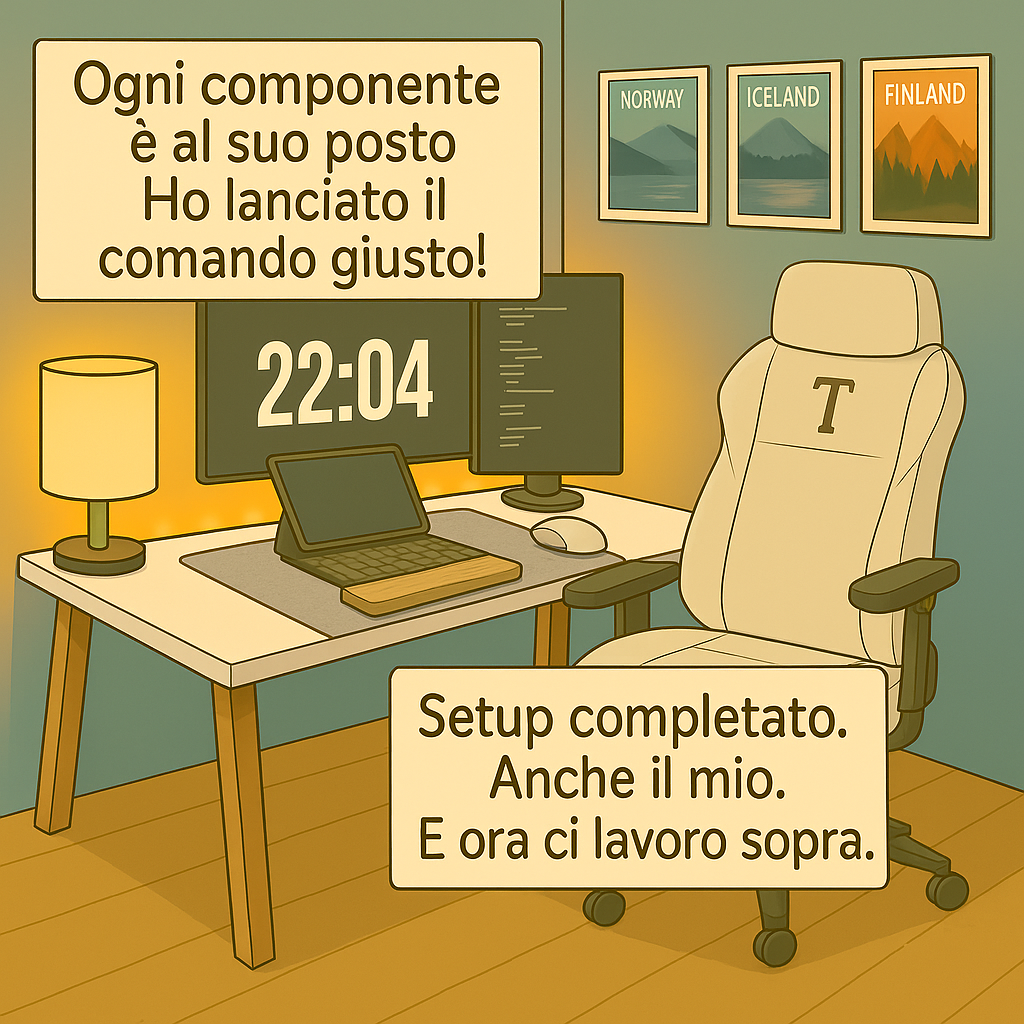 Ogni componente
è al suo posto
Ho lanciato il
comando giusto!
NORWAY
ICELAND
FINLAND
22:04
T
Setup completato.
Anche il mio.
E ora ci lavoro sopra.